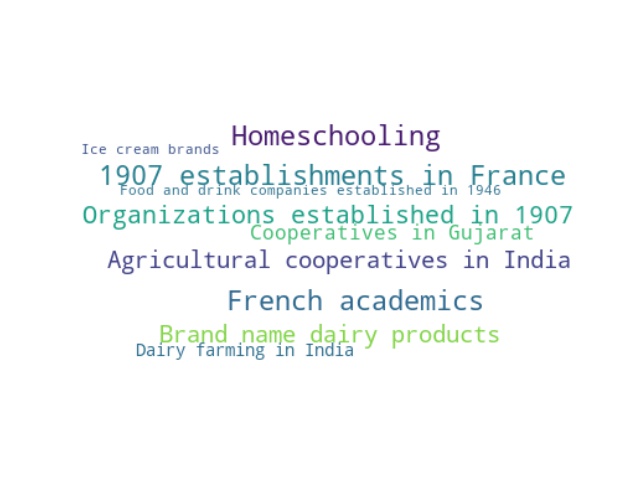 Homeschooling
Ice cream brands
1907 establishments in France
Food and drink companies established in 1946
Organizations established in 1907
Cooperatives in Gujarat
Agricultural cooperatives in India
French academics
Brand name dairy products
Dairy farming in India